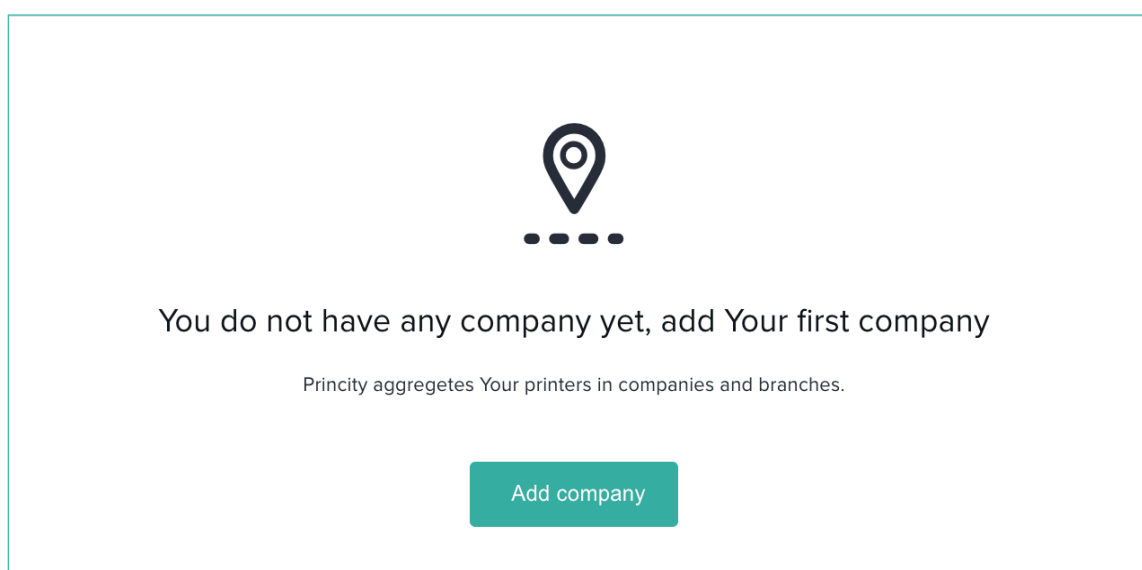 You do not have any company yet, add Your first company
Princity aggregetes Your printers in companies and branches.
Add company